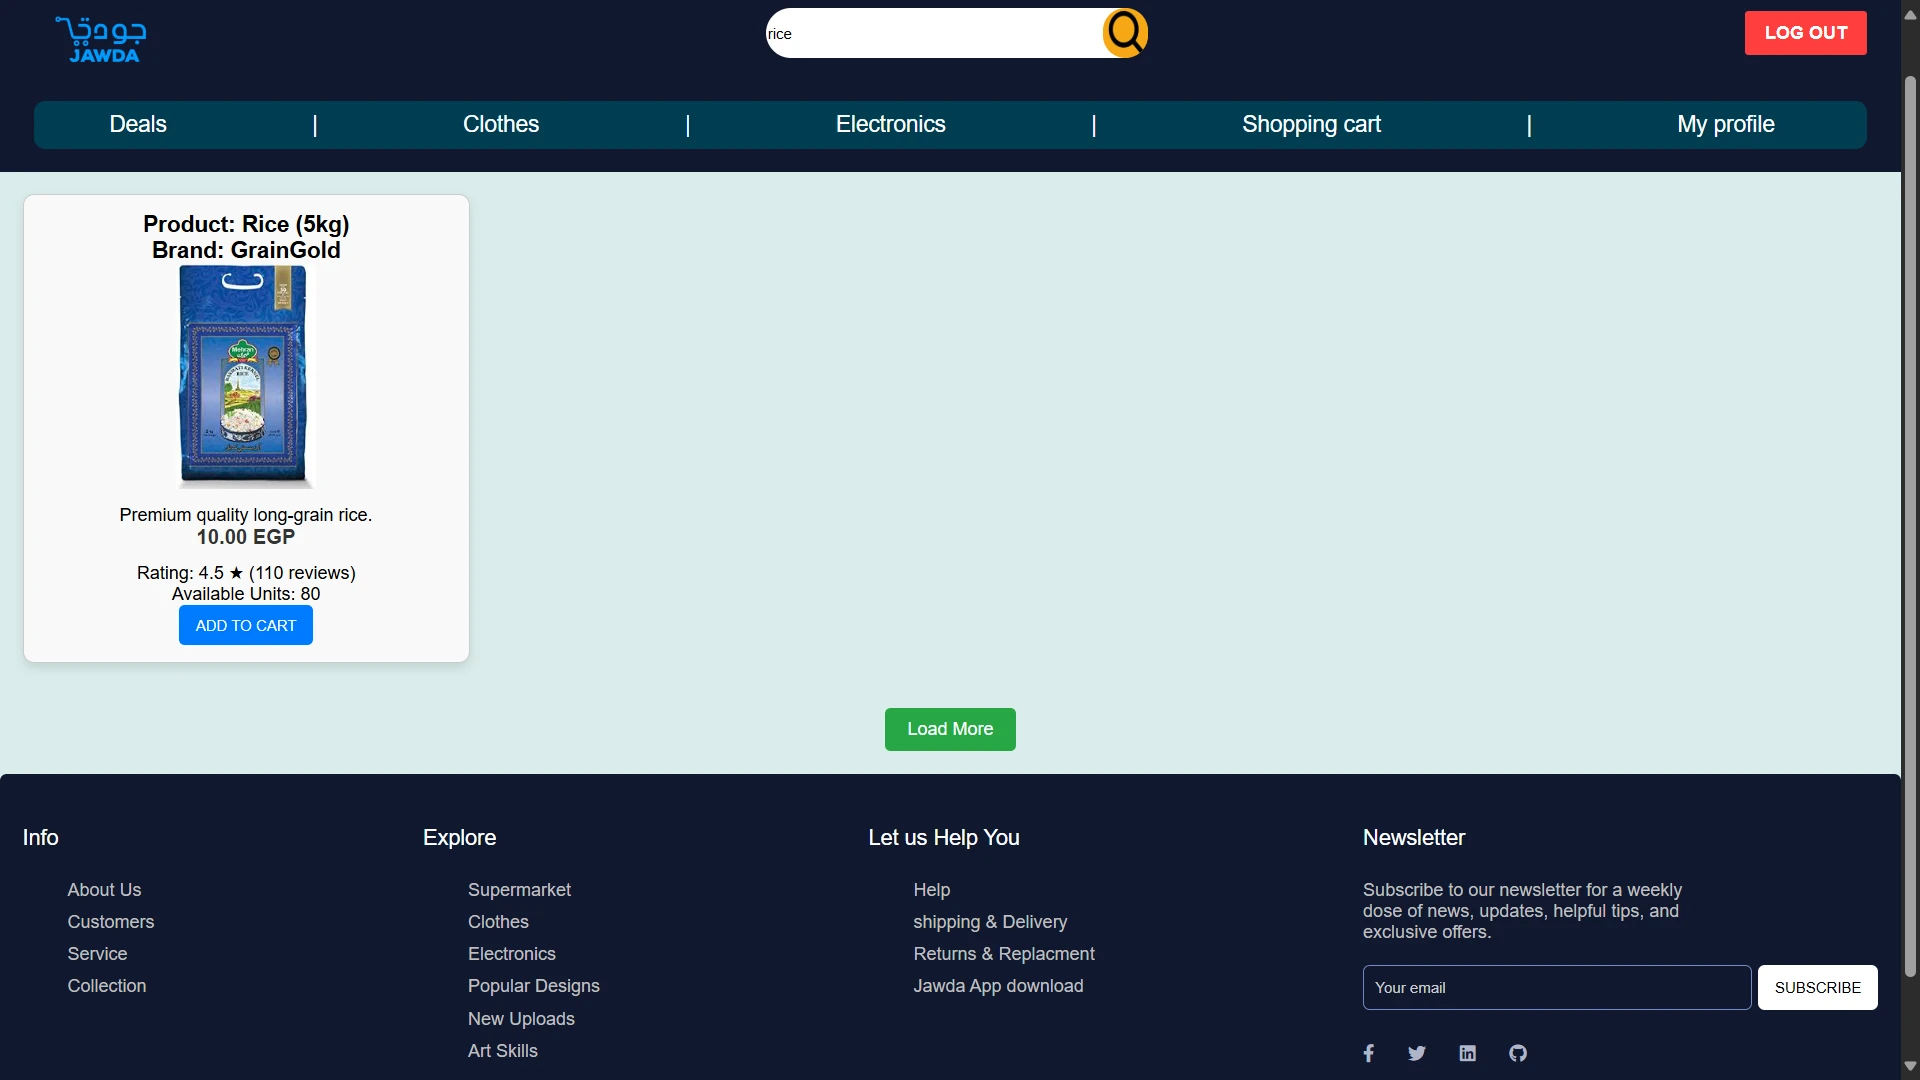 جودة
JAWDA
rice
LOG OUT
Deals | Clothes | Electronics | Shopping cart | My profile
Product: Rice (5kg)
Brand: GrainGold
Mehran
BASMATI KERNEL
RICE
Premium quality long-grain rice.
10.00 EGP
Rating: 4.5 ★ (110 reviews)
Available Units: 80
ADD TO CART
Load More
Info
About Us
Customers
Service
Collection
Explore
Supermarket
Clothes
Electronics
Popular Designs
New Uploads
Art Skills
Let us Help You
Help
shipping & Delivery
Returns & Replacment
Jawda App download
Newsletter
Subscribe to our newsletter for a weekly
dose of news, updates, helpful tips, and
exclusive offers.
Your email
SUBSCRIBE